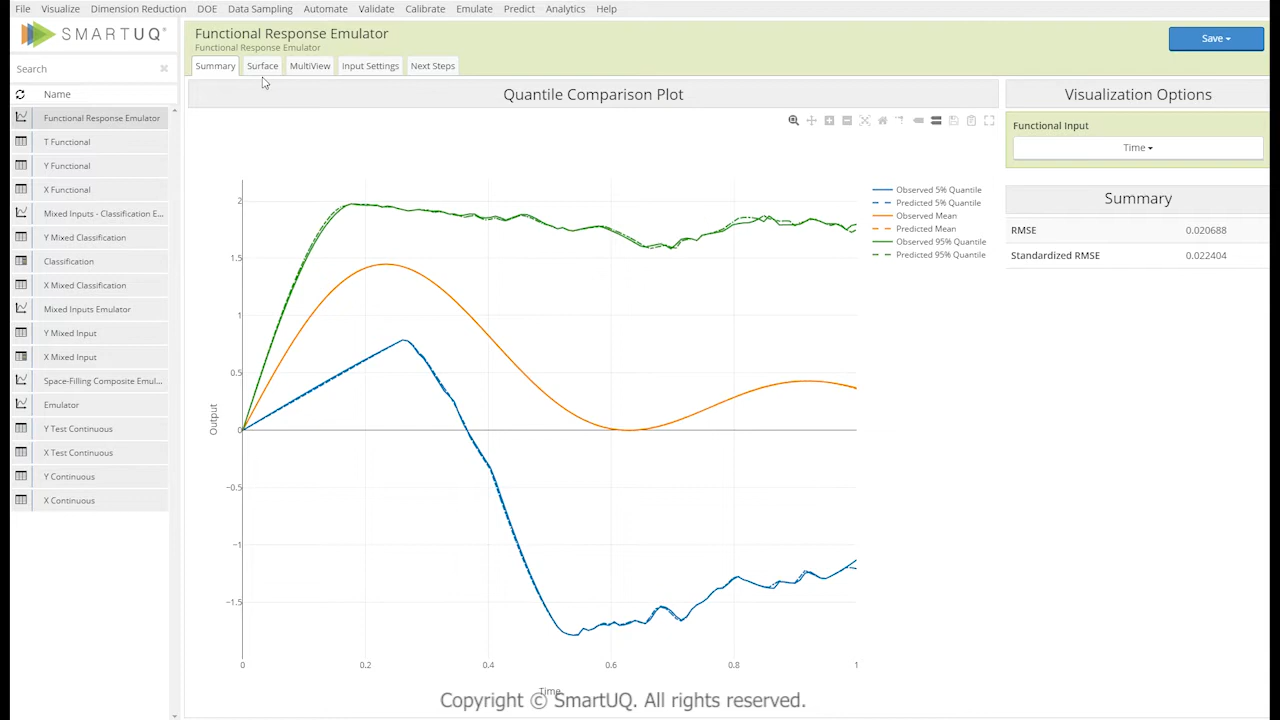 File Visualize Dimension Reduction DOE Data Sampling Automate Validate Calibrate Emulate Predict Analytics Help
SMARTUQ
Functional Response Emulator
Functional Response Emulator
Save
Summary Surface MultiView Input Settings Next Steps
Search
Name
Functional Response Emulator
T Functional
Y Functional
X Functional
Mixed Inputs - Classification E...
Y Mixed Classification
Classification
X Mixed Classification
Mixed Inputs Emulator
Y Mixed Input
X Mixed Input
Space-Filling Composite Emul...
Emulator
Y Test Continuous
X Test Continuous
Y Continuous
X Continuous
Quantile Comparison Plot
2
1.5
1
0.5
0
−0.5
−1
−1.5
Output
0 0.2 0.4 0.6 0.8 1
Time
Observed 5% Quantile
Predicted 5% Quantile
Observed Mean
Predicted Mean
Observed 95% Quantile
Predicted 95% Quantile
Visualization Options
Functional Input
Time
Summary
RMSE 0.020688
Standardized RMSE 0.022404
Copyright © SmartUQ. All rights reserved.